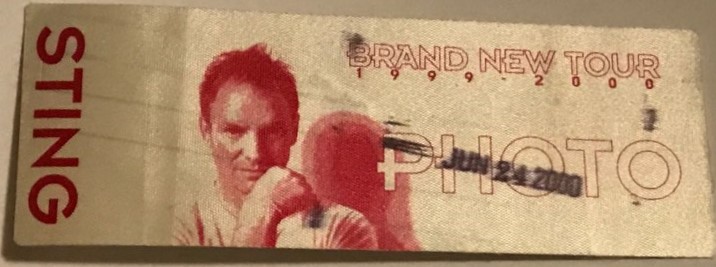 STING
BRAND NEW TOUR
1999-2000
PHOTO
JUN 24 2000